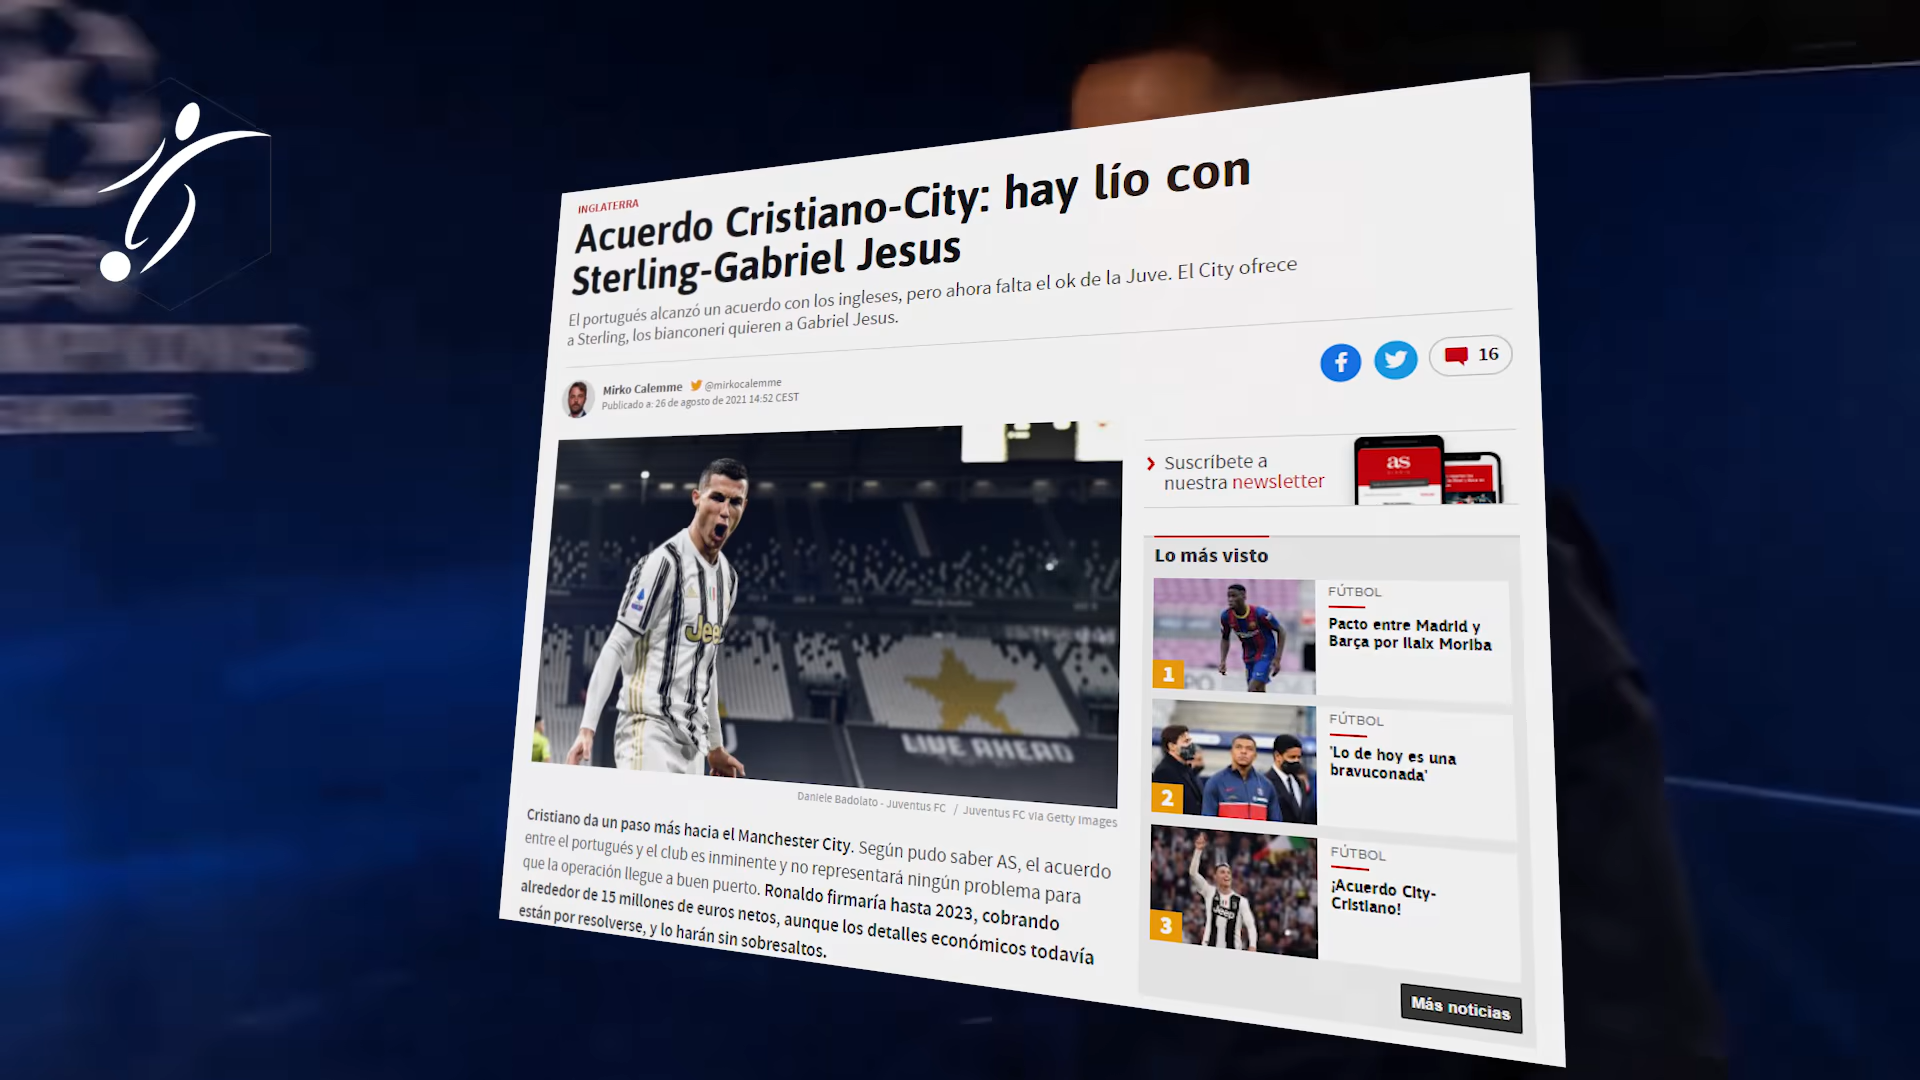 INGLATERRA
Acuerdo Cristiano-City: hay lío con
Sterling-Gabriel Jesus
El portugués alcanzó un acuerdo con los ingleses, pero ahora falta el ok de la Juve. El City ofrece
a Sterling, los bianconeri quieren a Gabriel Jesus.
Mirko Calemme @mirkocalemme
Publicado a: 26 de agosto de 2021 14:52 CEST
16
Jeep
LIVE AHEAD
Daniele Badolato - Juventus FC / Juventus FC via Getty Images
Cristiano da un paso más hacia el Manchester City. Según pudo saber AS, el acuerdo
entre el portugués y el club es inminente y no representará ningún problema para
que la operación llegue a buen puerto. Ronaldo firmaría hasta 2023, cobrando
alrededor de 15 millones de euros netos, aunque los detalles económicos todavía
están por resolverse, y lo harán sin sobresaltos.
Suscríbete a
nuestra newsletter
as
Lo más visto
1
FÚTBOL
Pacto entre Madrid y
Barça por Ilaix Moriba
2
FÚTBOL
'Lo de hoy es una
bravuconada'
3
FÚTBOL
¡Acuerdo City-
Cristiano!
Jeep
Más noticias